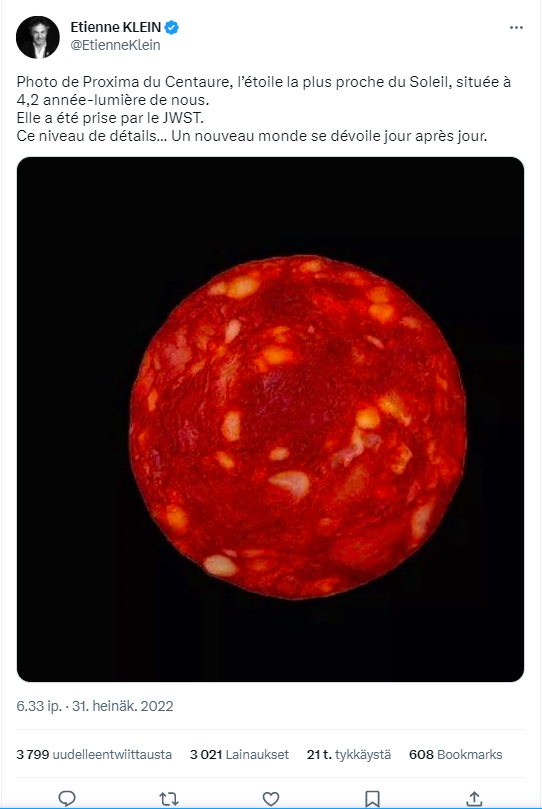 Etienne KLEIN
@EtienneKlein
Photo de Proxima du Centaure, l’étoile la plus proche du Soleil, située à
4,2 année-lumière de nous.
Elle a été prise par le JWST.
Ce niveau de détails... Un nouveau monde se dévoile jour après jour.
6.33 ip. · 31. heinäk. 2022
3 799 uudelleentwiittausta 3 021 Lainaukset 21 t. tykkäystä 608 Bookmarks